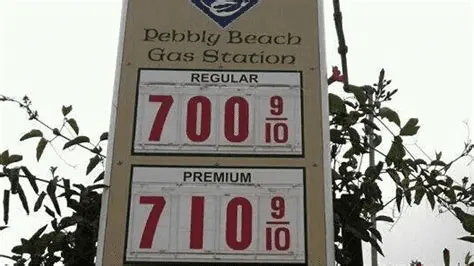 Pebbly Beach
Gas Station
REGULAR
700 9/10
PREMIUM
710 9/10